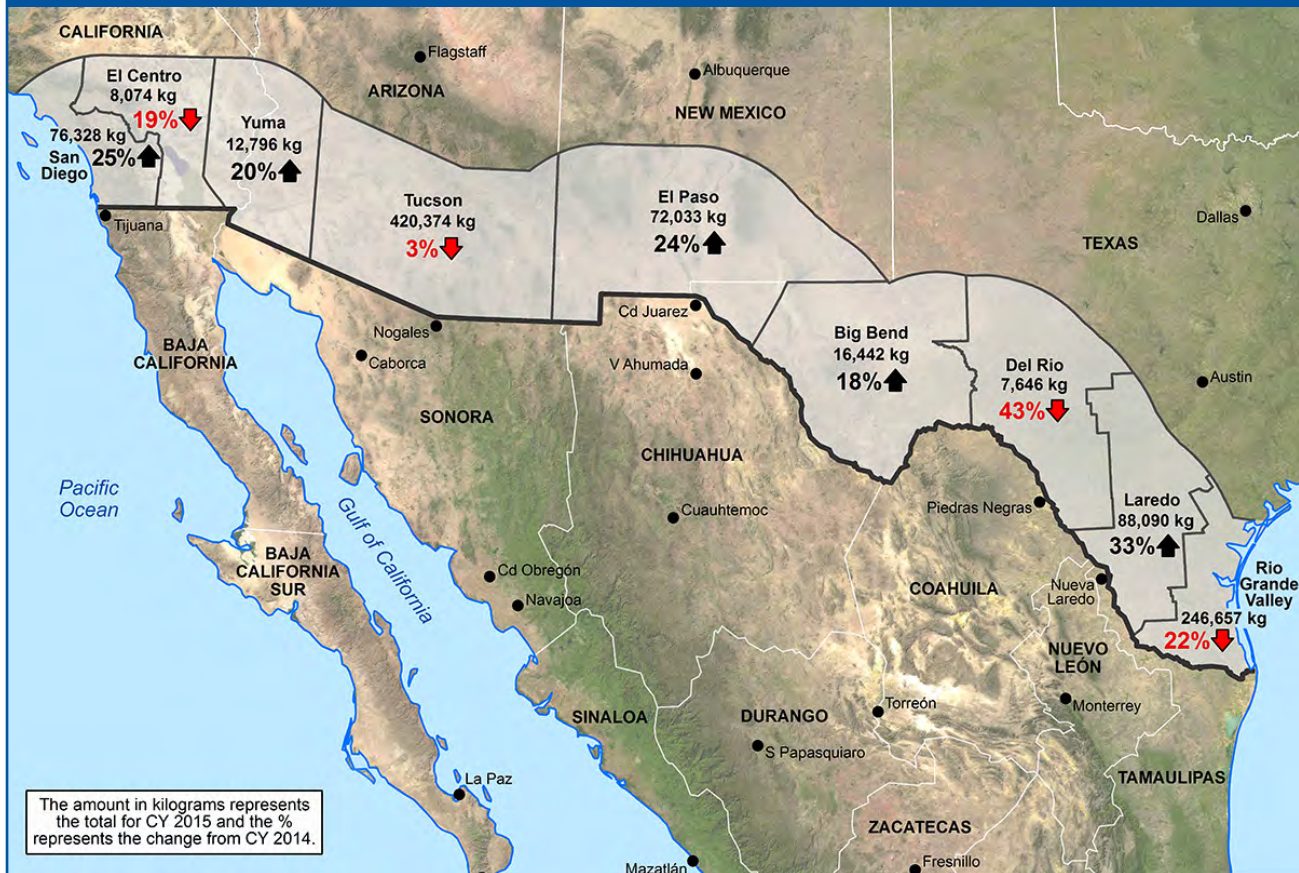 CALIFORNIA
El Centro
8,074 kg
19%
76,328 kg
San
Diego
25%
Yuma
12,796 kg
20%
Flagstaff
ARIZONA
Albuquerque
NEW MEXICO
Tucson
420,374 kg
3%
El Paso
72,033 kg
24%
Dallas
TEXAS
Tijuana
Cd Juarez
Nogales
Caborca
V Ahumada
BAJA
CALIFORNIA
SONORA
Big Bend
16,442 kg
18%
Del Rio
7,646 kg
43%
Austin
CHIHUAHUA
Pacific
Ocean
Gulf of California
Cuauhtemoc
Piedras Negras
Laredo
88,090 kg
33%
BAJA
CALIFORNIA
SUR
Cd Obregón
Navajoa
COAHUILA
Nueva
Laredo
Rio
Grande
Valley
246,657 kg
22%
NUEVO
LEÓN
SINALOA
DURANGO
Torreón
Monterrey
S Papasquiaro
TAMAULIPAS
La Paz
ZACATECAS
Mazatlán
Fresnillo
The amount in kilograms represents
the total for CY 2015 and the %
represents the change from CY 2014.